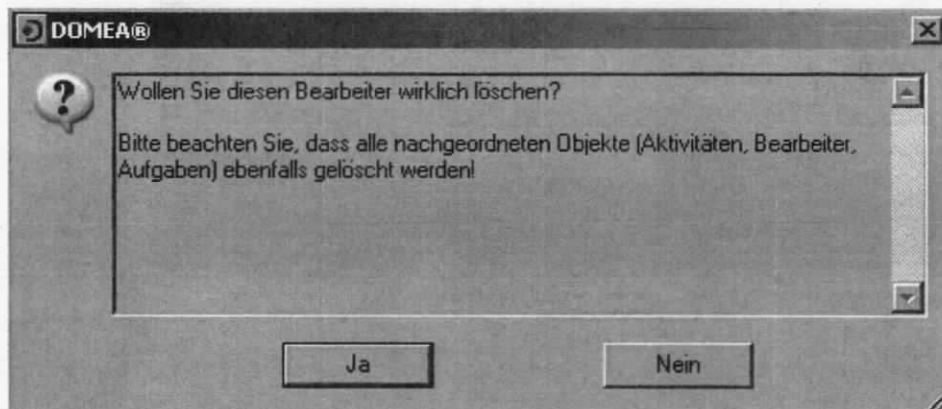 DOMEA®
Wollen Sie diesen Bearbeiter wirklich löschen?
Bitte beachten Sie, dass alle nachgeordneten Objekte (Aktivitäten, Bearbeiter,
Aufgaben) ebenfalls gelöscht werden!
Ja
Nein